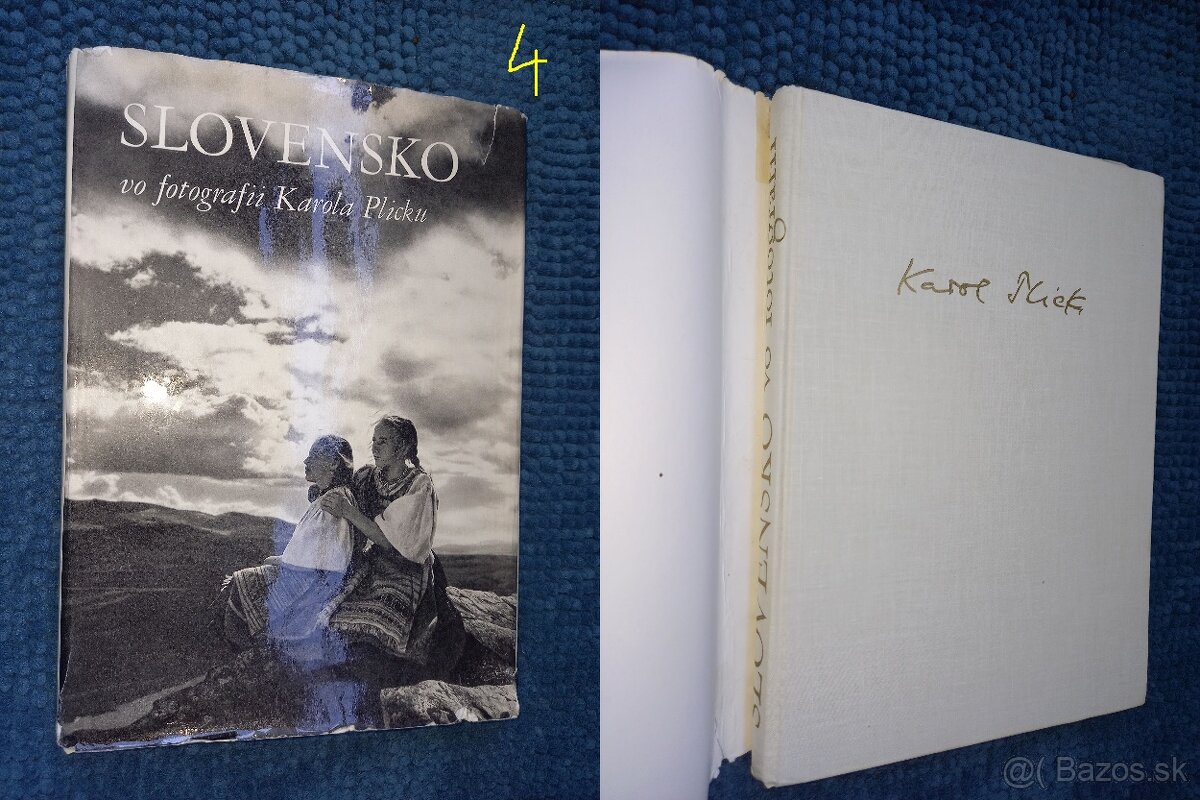 4
SLOVENSKO
vo fotografii Karola Plicku
SLOVENSKO vo fotografii
Karol Plicka
@( Bazos.sk